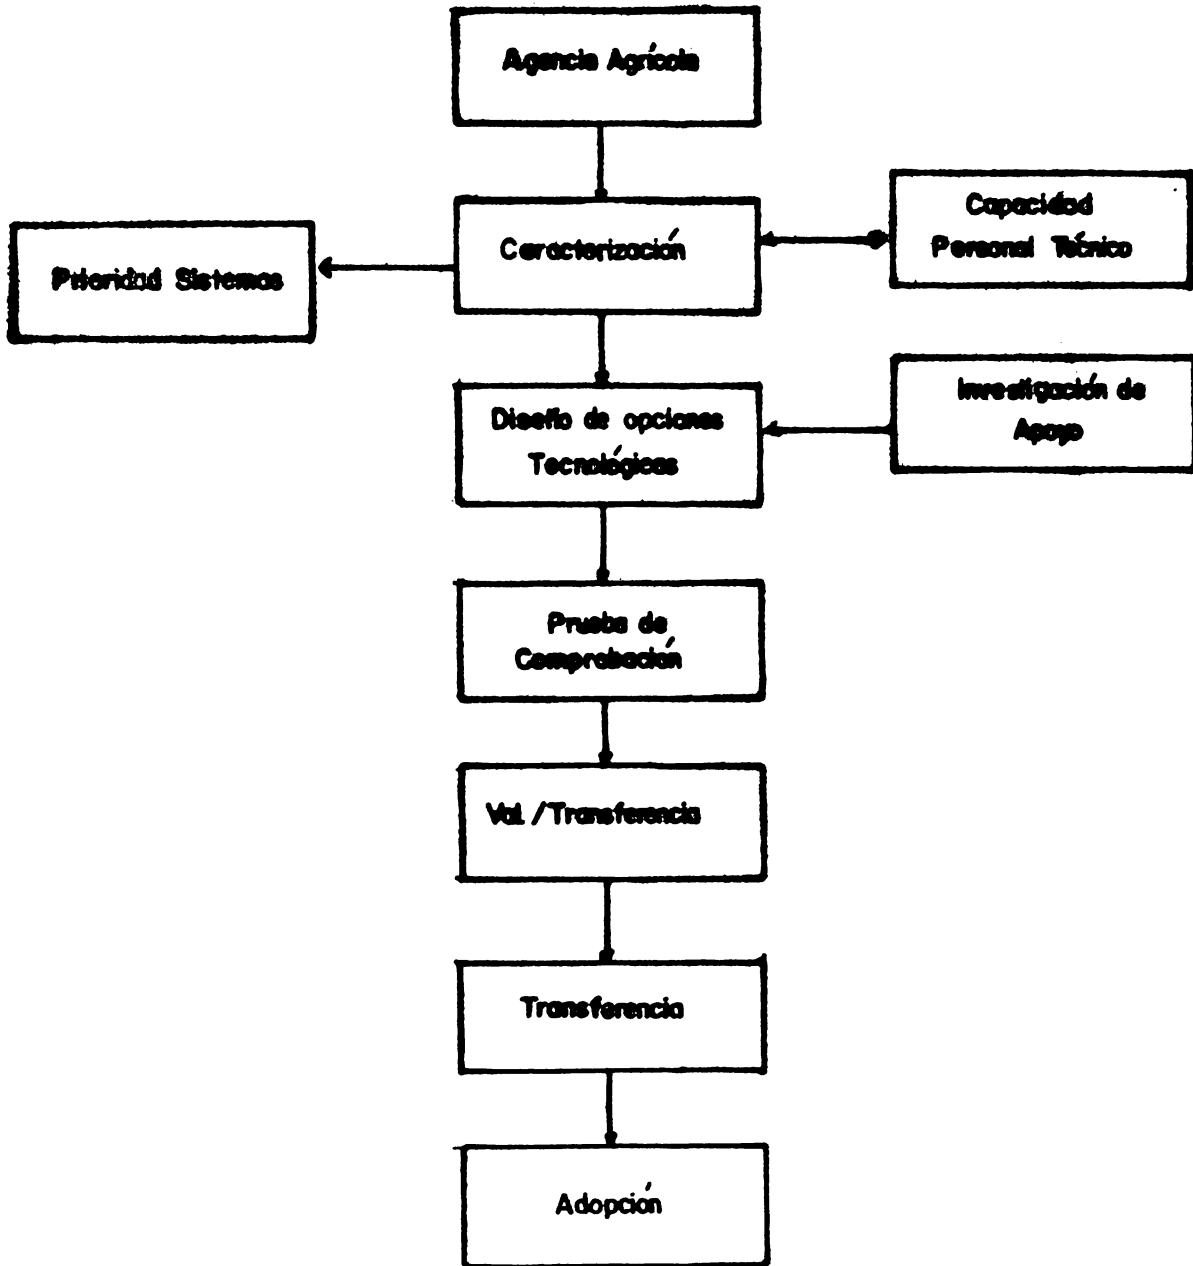 Agencia Agrícola
Caracterización
Capacidad
Personal Técnico
Prioridad Sistemas
Diseño de opciones
Tecnológicas
Investigación de
Apoyo
Prueba de
Comprobación
Val. / Transferencia
Transferencia
Adopción